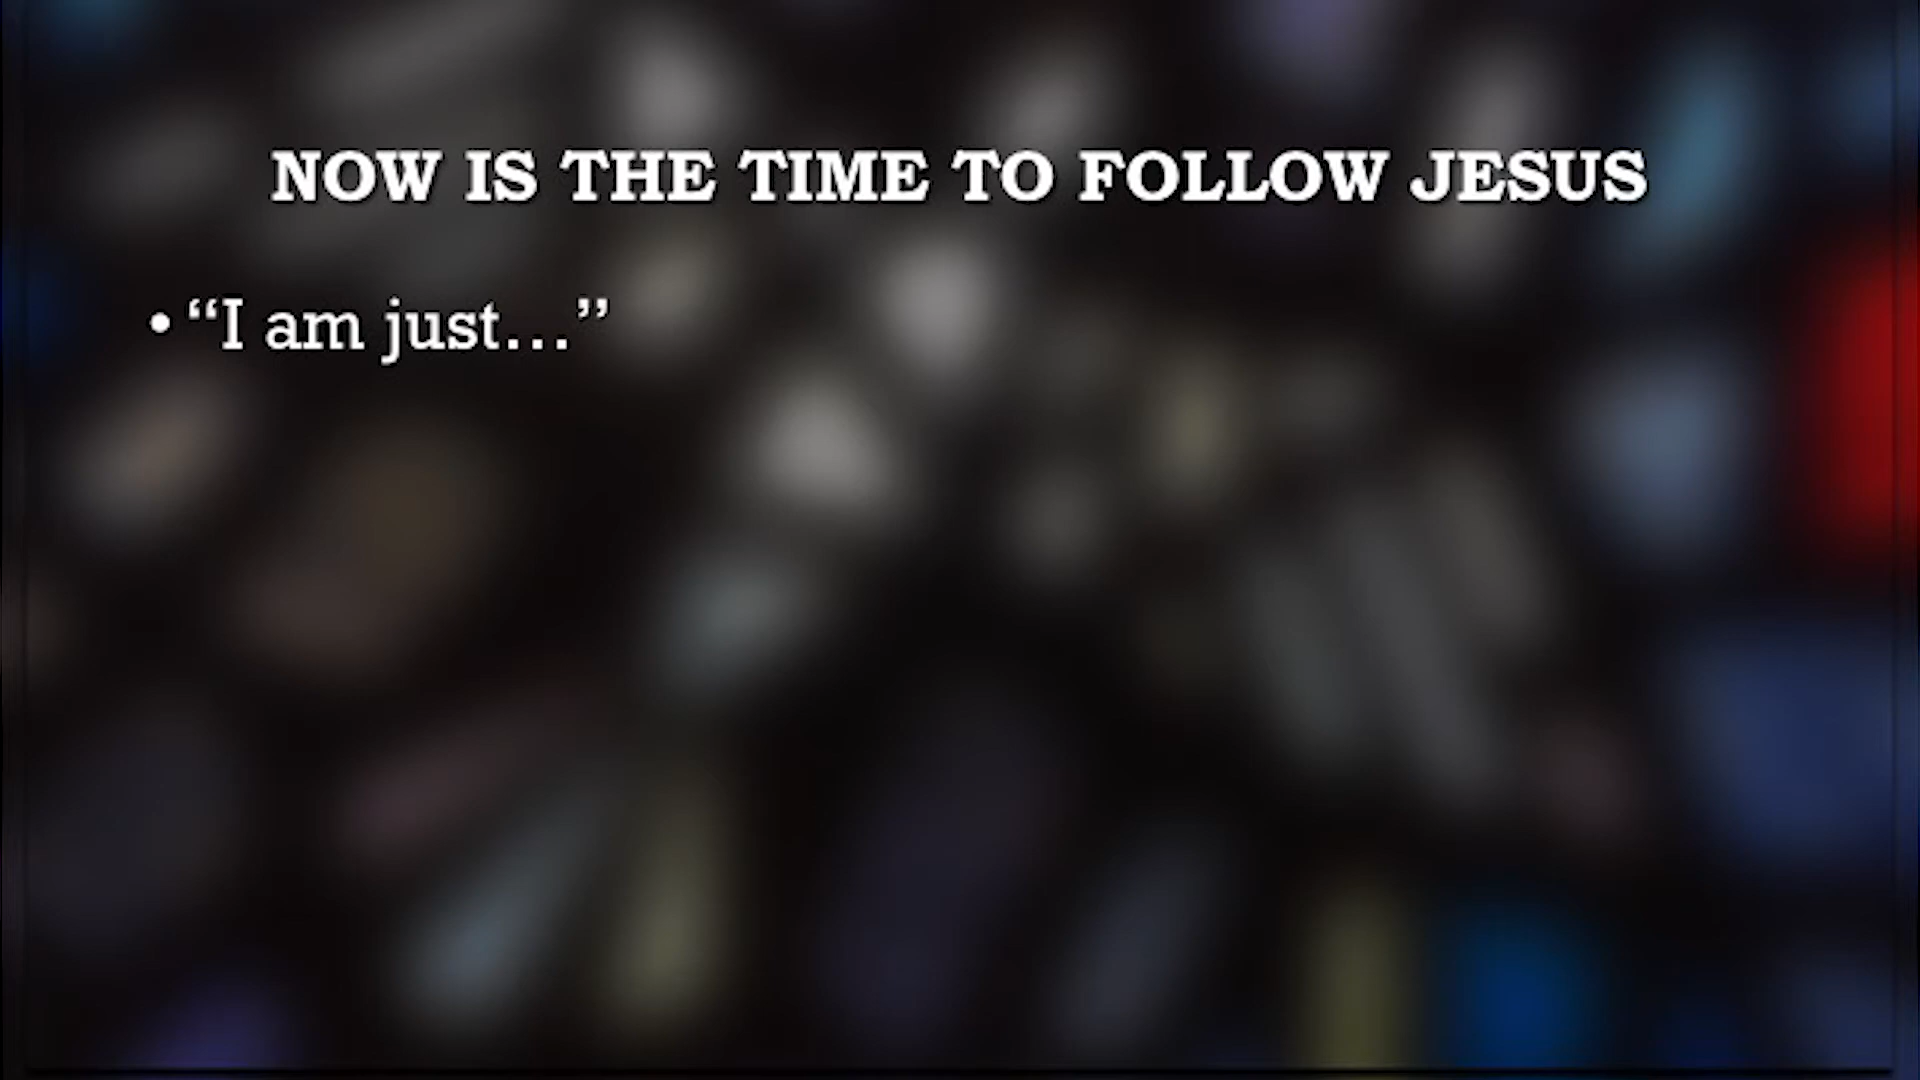 NOW IS THE TIME TO FOLLOW JESUS
• “I am just…”